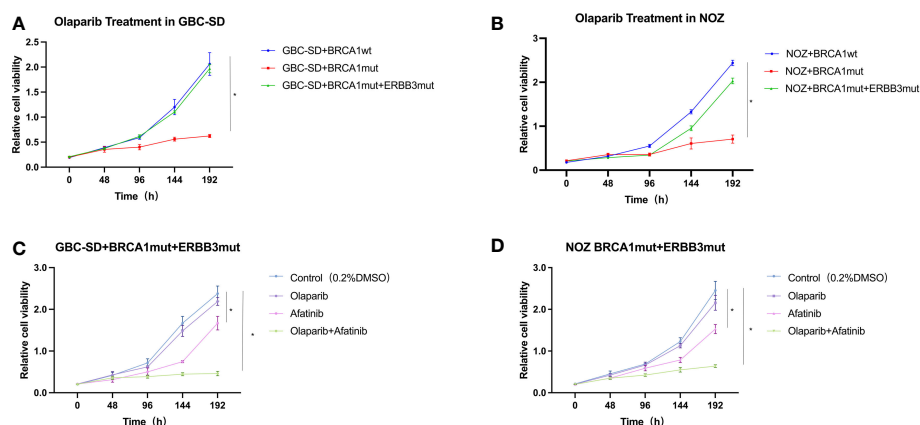 A
Olaparib Treatment in GBC-SD
Relative cell viability
2.5
2.0
1.5
1.0
0.5
0.0
0 48 96 144 192
Time（h）
GBC-SD+BRCA1wt
GBC-SD+BRCA1mut
GBC-SD+BRCA1mut+ERBB3mut
*
B
Olaparib Treatment in NOZ
Relative cell viability
3
2
1
0
0 48 96 144 192
Time（h）
NOZ+BRCA1wt
NOZ+BRCA1mut
NOZ+BRCA1mut+ERBB3mut
*
C
GBC-SD+BRCA1mut+ERBB3mut
Relative cell viability
3.0
2.0
1.0
0.0
0 48 96 144 192
Time（h）
Control（0.2%DMSO）
Olaparib
Afatinib
Olaparib+Afatinib
*
*
D
NOZ BRCA1mut+ERBB3mut
Relative cell viability
3.0
2.0
1.0
0.0
0 48 96 144 192
Time（h）
Control（0.2%DMSO）
Olaparib
Afatinib
Olaparib+Afatinib
*
*